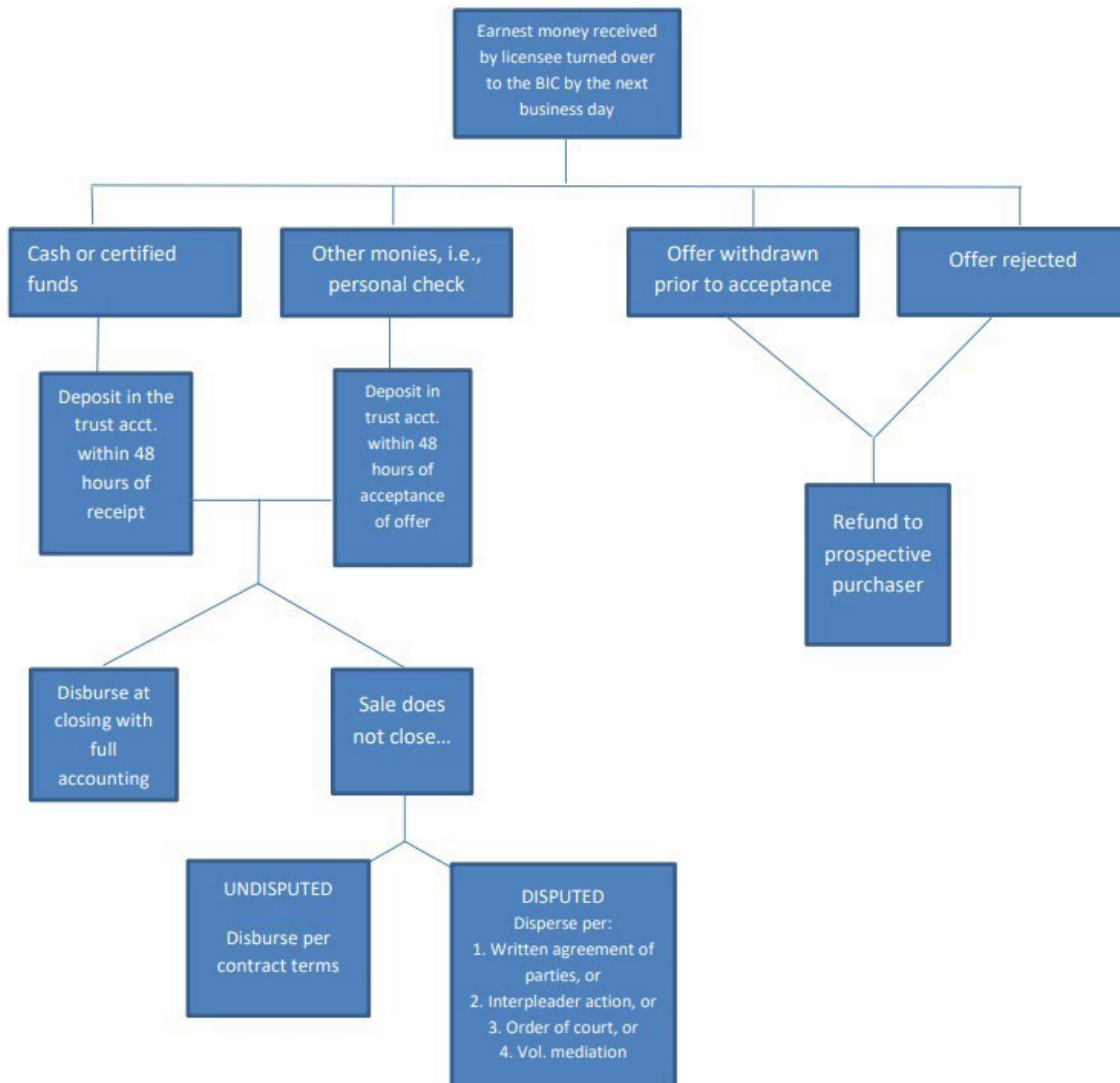 Earnest money received
by licensee turned over
to the BIC by the next
business day
Cash or certified
funds
Other monies, i.e.,
personal check
Offer withdrawn
prior to acceptance
Offer rejected
Deposit in the
trust acct.
within 48
hours of
receipt
Deposit in
trust acct.
within 48
hours of
acceptance
of offer
Refund to
prospective
purchaser
Disburse at
closing with
full
accounting
Sale does
not close…
UNDISPUTED
Disburse per
contract terms
DISPUTED
Disperse per:
1. Written agreement of
parties, or
2. Interpleader action, or
3. Order of court, or
4. Vol. mediation